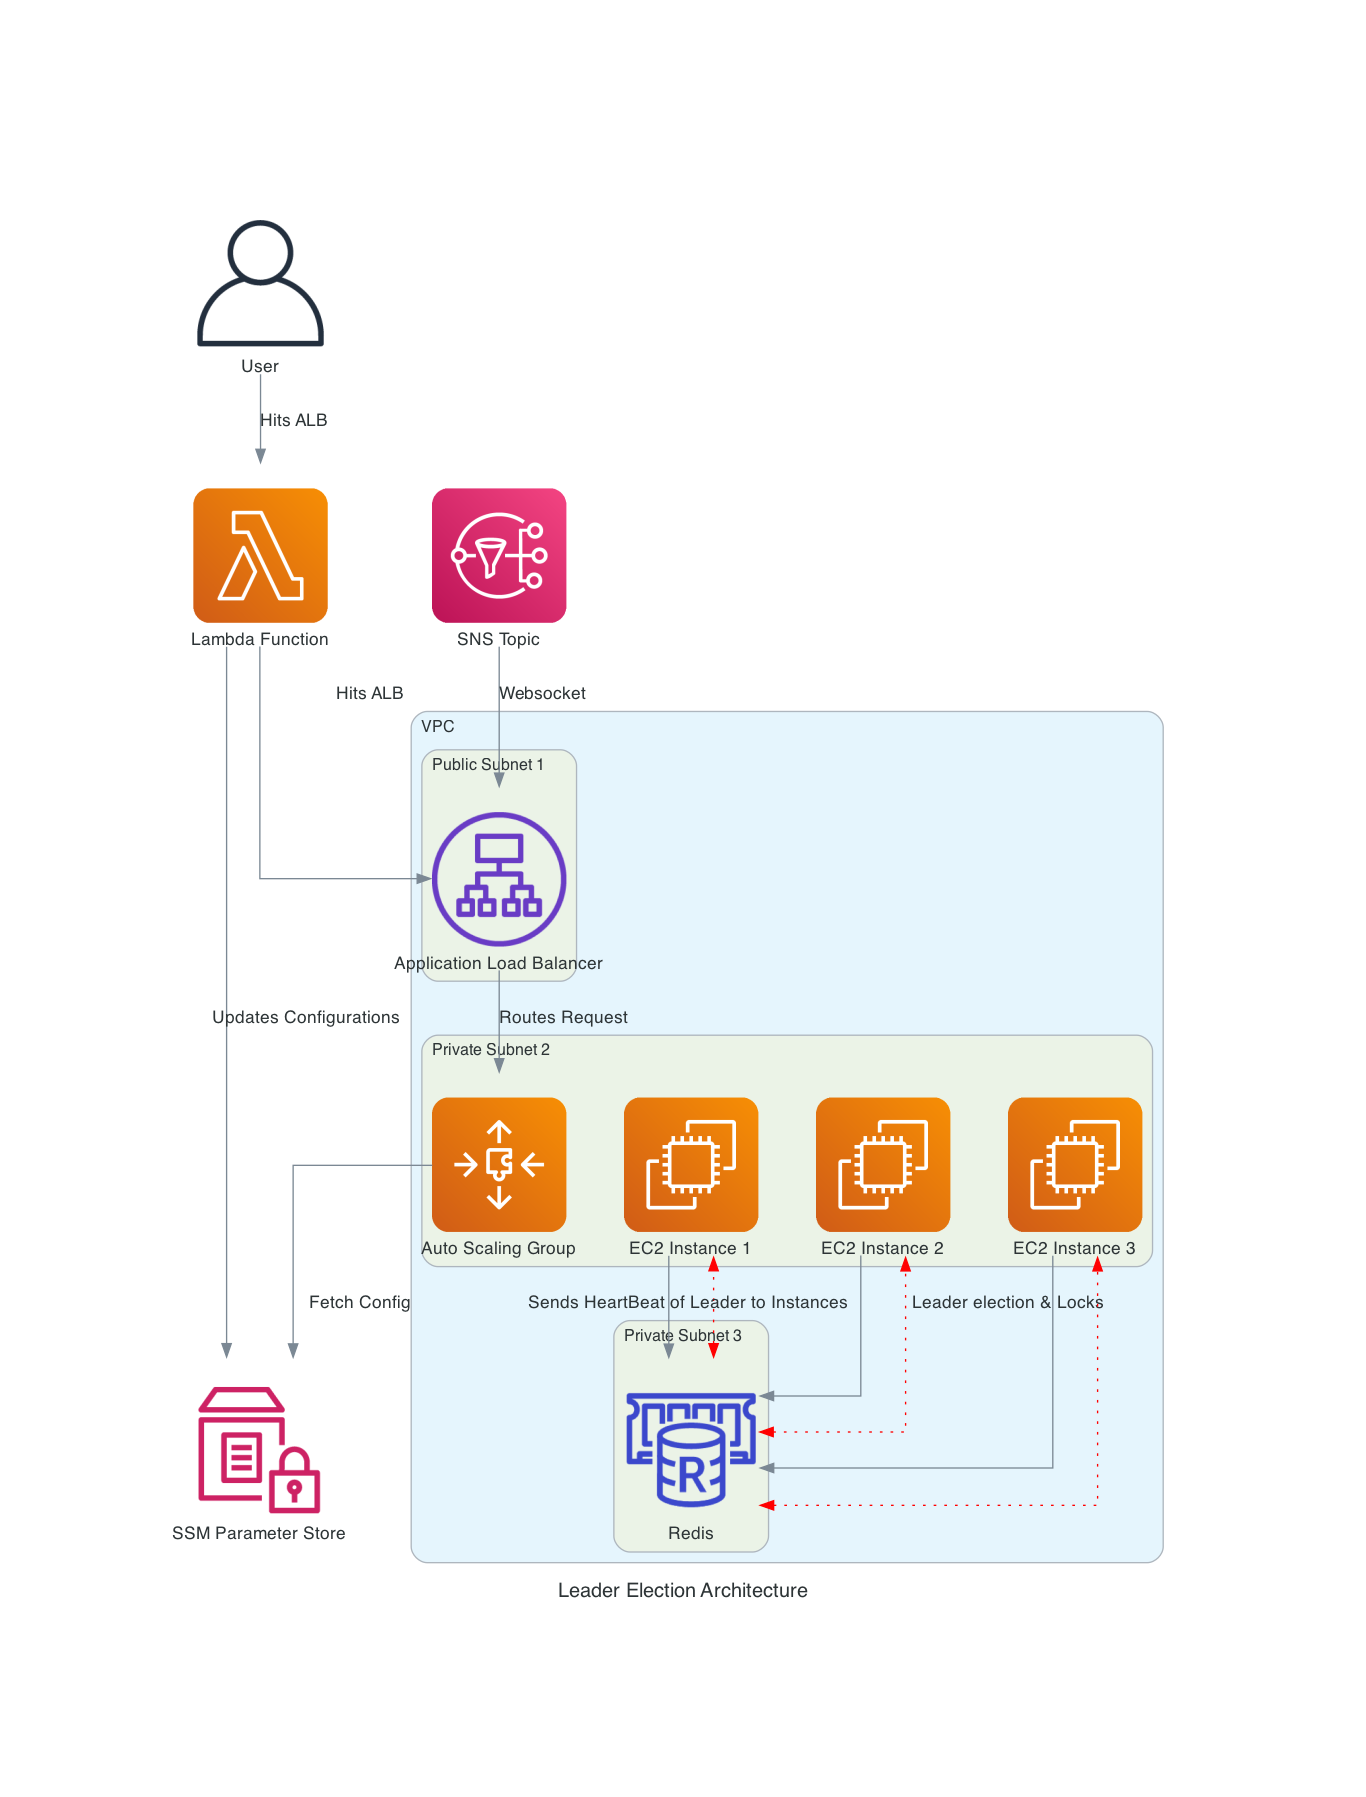 User
Hits ALB
Lambda Function
SNS Topic
Hits ALB
Websocket
VPC
Public Subnet 1
Application Load Balancer
Updates Configurations
Routes Request
Private Subnet 2
Auto Scaling Group
EC2 Instance 1
EC2 Instance 2
EC2 Instance 3
Fetch Config
Sends HeartBeat of Leader to Instances
Leader election & Locks
Private Subnet 3
R
Redis
SSM Parameter Store
Leader Election Architecture